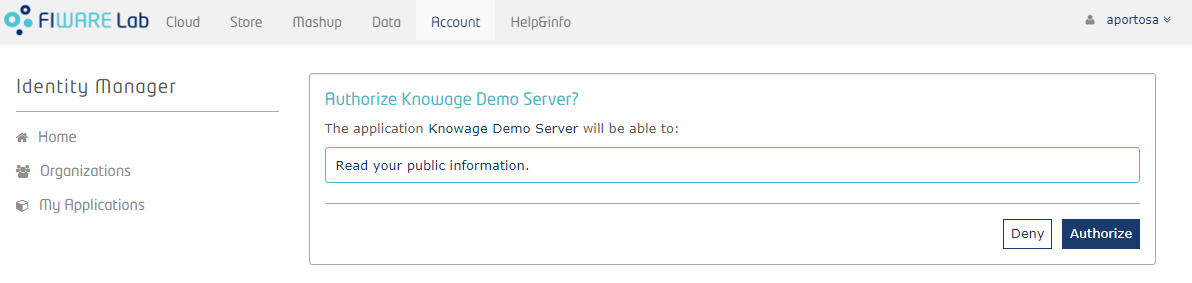 FIWARE Lab Cloud Store Mashup Data Account Help&info aportosa
Identity Manager
Home
Organizations
My Applications
Authorize Knowage Demo Server?
The application Knowage Demo Server will be able to:
Read your public information.
Deny Authorize